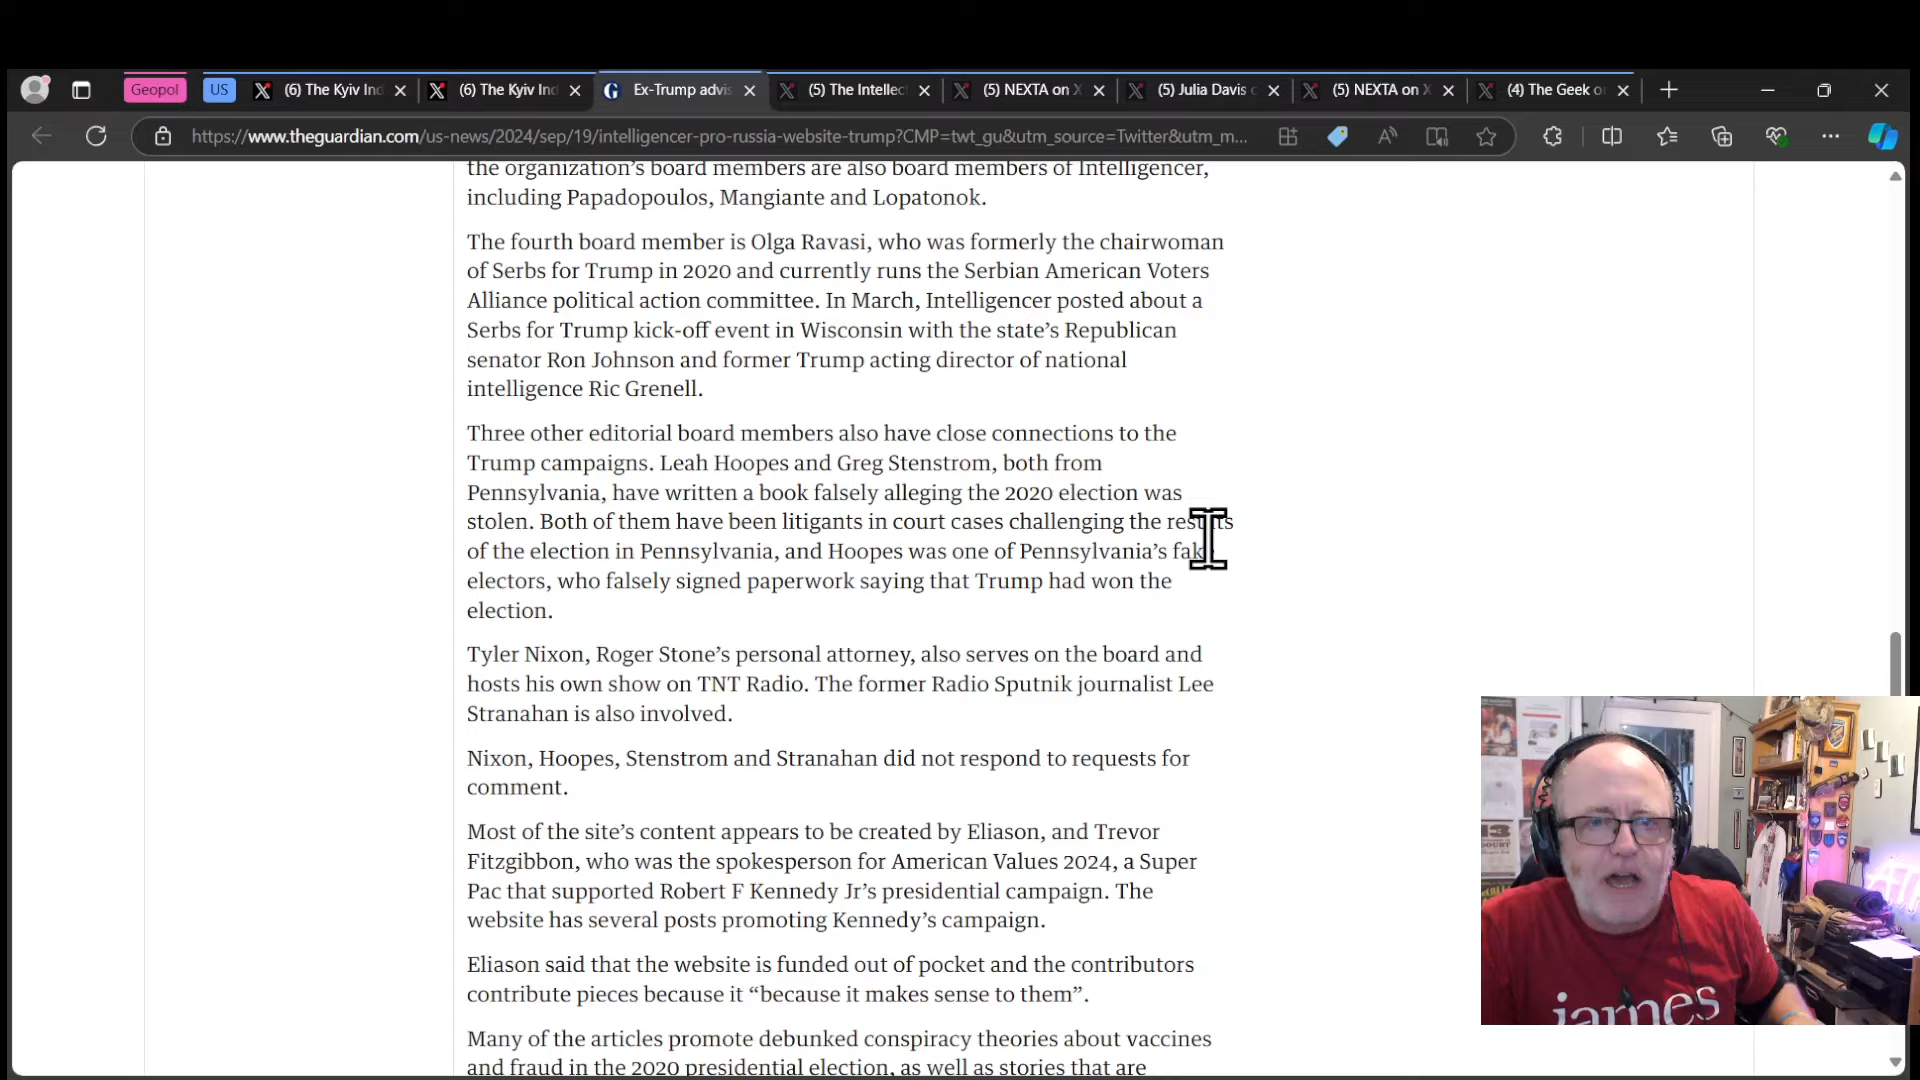 Geopol
US
(6) The Kyiv Ind
(6) The Kyiv Ind
Ex-Trump advis
(5) The Intellec
(5) NEXTA on X
(5) Julia Davis o
(5) NEXTA on X
(4) The Geek o
https://www.theguardian.com/us-news/2024/sep/19/intelligencer-pro-russia-website-trump?CMP=twt_gu&utm_source=Twitter&utm_m...
the organization’s board members are also board members of Intelligencer,
including Papadopoulos, Mangiante and Lopatonok.
The fourth board member is Olga Ravasi, who was formerly the chairwoman
of Serbs for Trump in 2020 and currently runs the Serbian American Voters
Alliance political action committee. In March, Intelligencer posted about a
Serbs for Trump kick-off event in Wisconsin with the state’s Republican
senator Ron Johnson and former Trump acting director of national
intelligence Ric Grenell.
Three other editorial board members also have close connections to the
Trump campaigns. Leah Hoopes and Greg Stenstrom, both from
Pennsylvania, have written a book falsely alleging the 2020 election was
stolen. Both of them have been litigants in court cases challenging the results
of the election in Pennsylvania, and Hoopes was one of Pennsylvania’s fake
electors, who falsely signed paperwork saying that Trump had won the
election.
Tyler Nixon, Roger Stone’s personal attorney, also serves on the board and
hosts his own show on TNT Radio. The former Radio Sputnik journalist Lee
Stranahan is also involved.
Nixon, Hoopes, Stenstrom and Stranahan did not respond to requests for
comment.
Most of the site’s content appears to be created by Eliason, and Trevor
Fitzgibbon, who was the spokesperson for American Values 2024, a Super
Pac that supported Robert F Kennedy Jr’s presidential campaign. The
website has several posts promoting Kennedy’s campaign.
Eliason said that the website is funded out of pocket and the contributors
contribute pieces because it “because it makes sense to them”.
Many of the articles promote debunked conspiracy theories about vaccines
and fraud in the 2020 presidential election, as well as stories that are
james